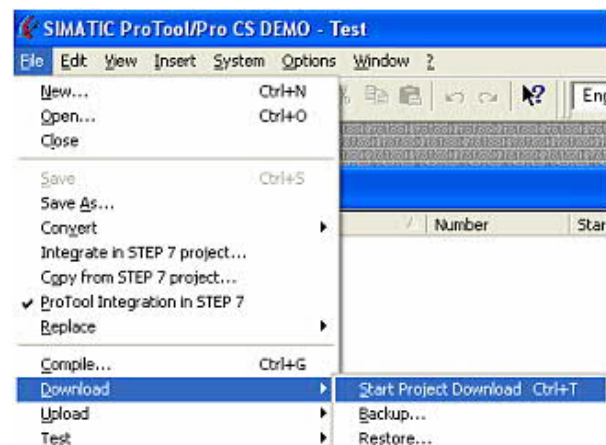 SIMATIC ProTool/Pro CS DEMO - Test
File Edit View Insert System Options Window ?
New... Ctrl+N
Open... Ctrl+O
Close
Save Ctrl+S
Save As...
Convert
Number
Integrate in STEP 7 project...
Copy from STEP 7 project...
ProTool Integration in STEP 7
Replace
Compile... Ctrl+G
Download
Start Project Download Ctrl+T
Upload
Backup...
Test
Restore...